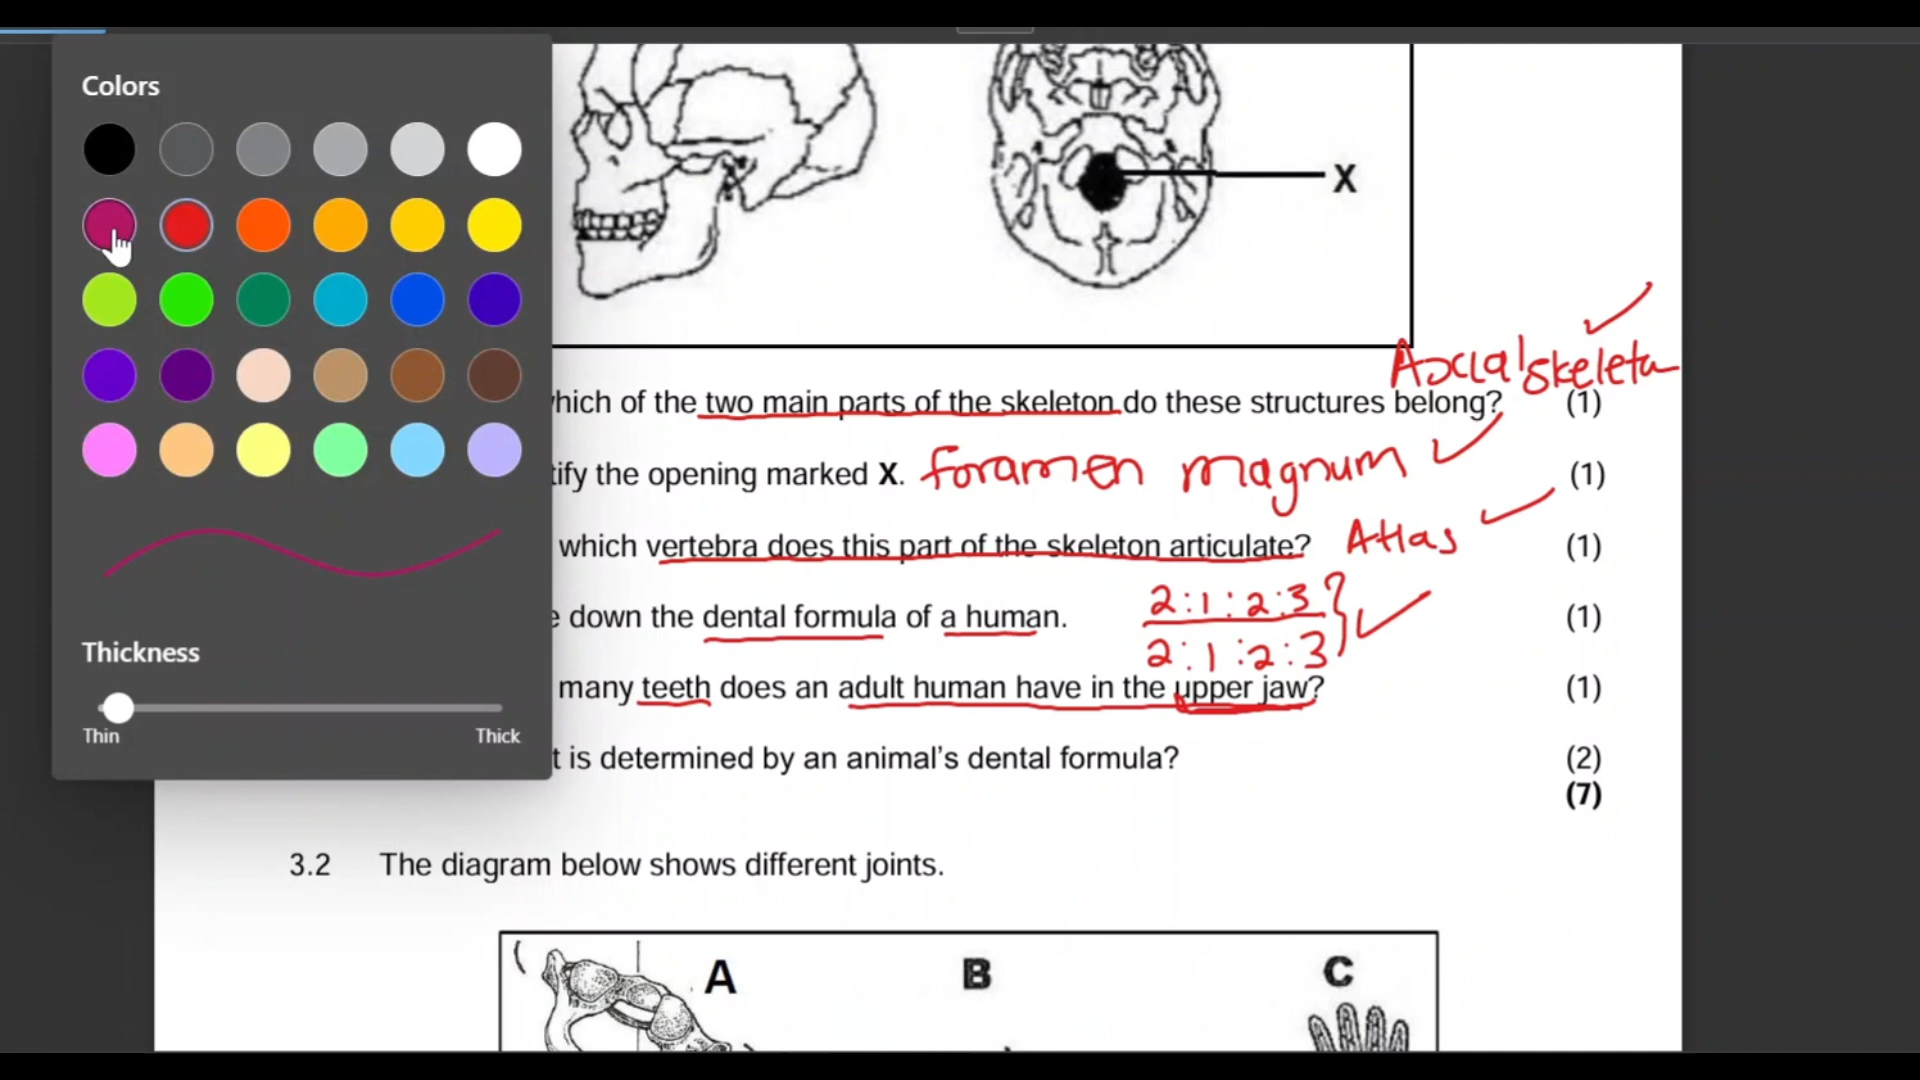 Colors
X
Axial skeleta
hich of the two main parts of the skeleton do these structures belong? (1)
tify the opening marked X. foramen magnum (1)
which vertebra does this part of the skeleton articulate? Atlas (1)
2:1:2:3
e down the dental formula of a human. (1)
2:1:2:3
Thickness
many teeth does an adult human have in the upper jaw? (1)
Thin Thick
t is determined by an animal's dental formula? (2)
(7)
3.2 The diagram below shows different joints.
A B C